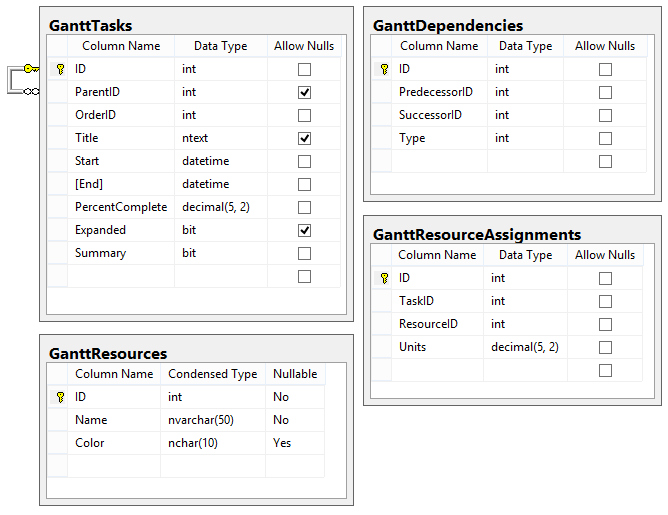 GanttTasks
Column Name Data Type Allow Nulls
ID int
ParentID int
OrderID int
Title ntext
Start datetime
[End] datetime
PercentComplete decimal(5, 2)
Expanded bit
Summary bit
GanttDependencies
Column Name Data Type Allow Nulls
ID int
PredecessorID int
SuccessorID int
Type int
GanttResourceAssignments
Column Name Data Type Allow Nulls
ID int
TaskID int
ResourceID int
Units decimal(5, 2)
GanttResources
Column Name Condensed Type Nullable
ID int No
Name nvarchar(50) No
Color nchar(10) Yes